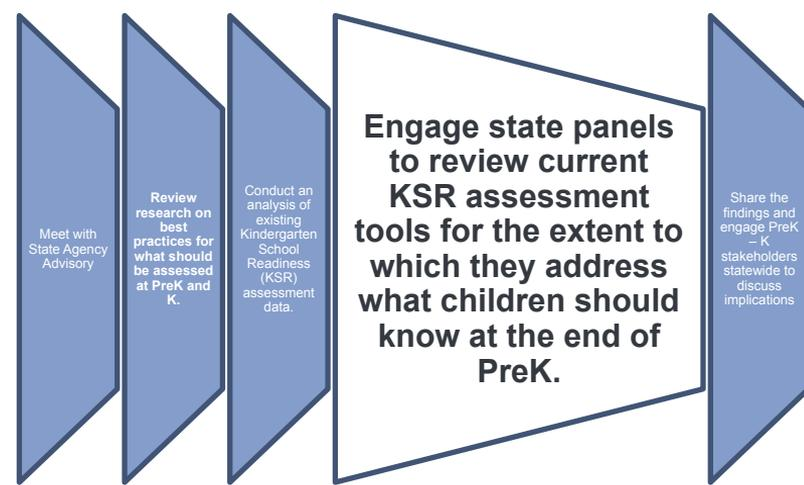 Meet with
State Agency
Advisory
Review
research on
best
practices for
what should
be assessed
at PreK and
K.
Conduct an
analysis of
existing
Kindergarten
School
Readiness
(KSR)
assessment
data.
Engage state panels
to review current
KSR assessment
tools for the extent to
which they address
what children should
know at the end of
PreK.
Share the
findings and
engage PreK
– K
stakeholders
statewide to
discuss
implications